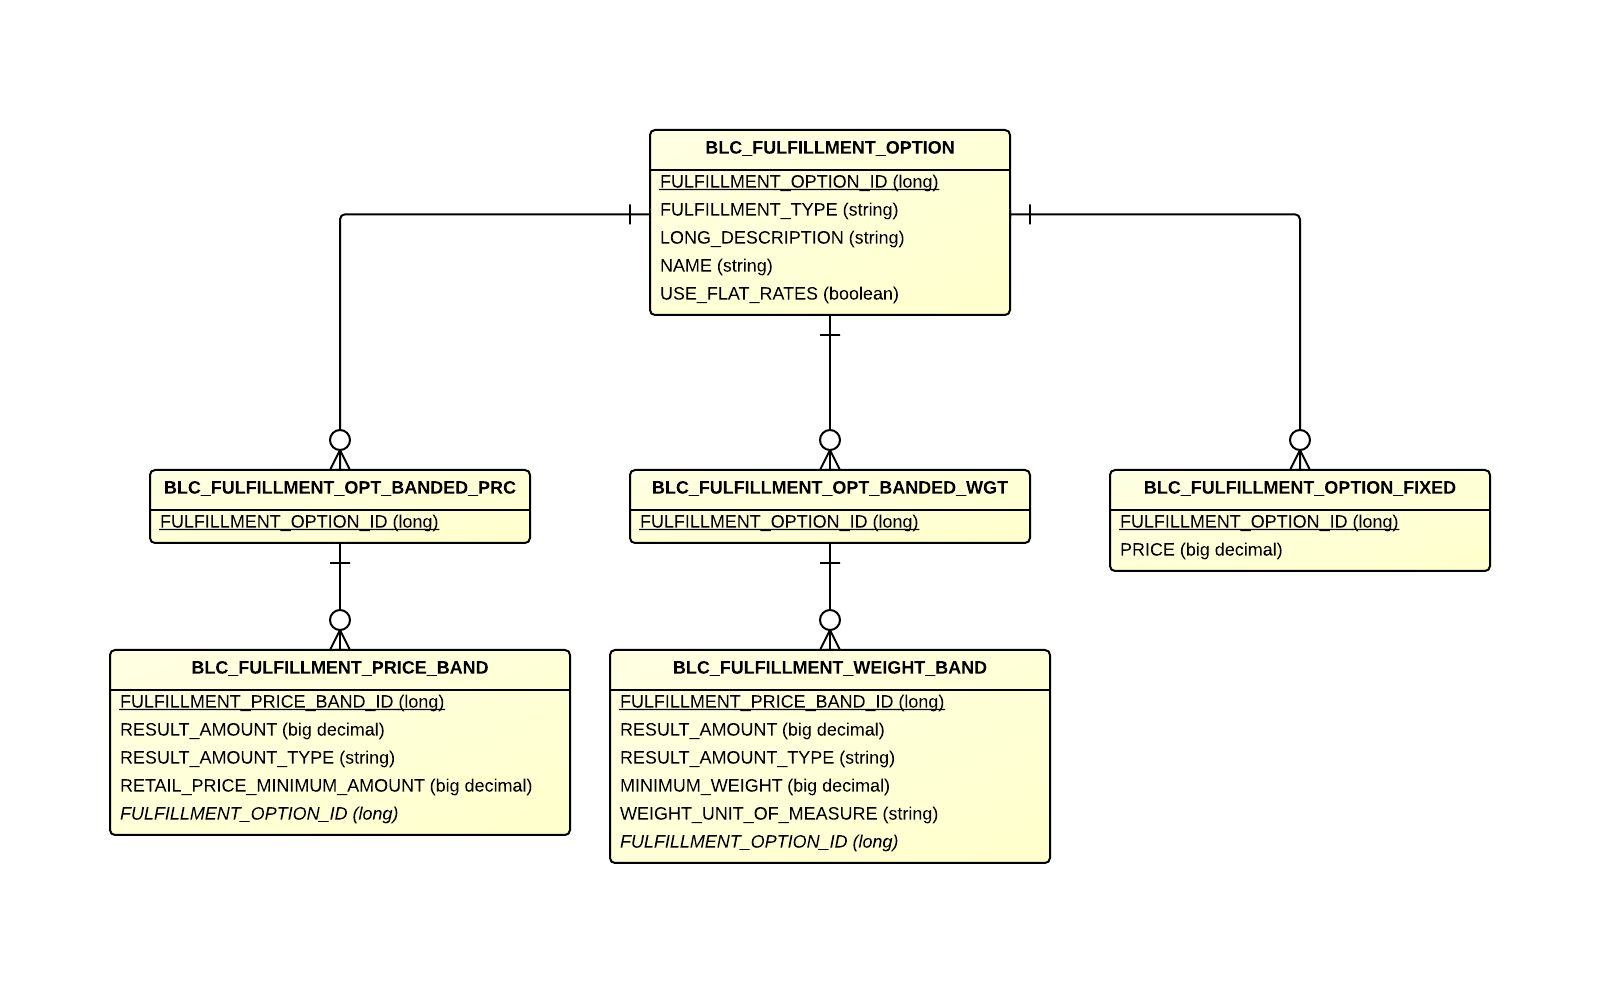 BLC_FULFILLMENT_OPTION
FULFILLMENT_OPTION_ID (long)
FULFILLMENT_TYPE (string)
LONG_DESCRIPTION (string)
NAME (string)
USE_FLAT_RATES (boolean)
BLC_FULFILLMENT_OPT_BANDED_PRC
FULFILLMENT_OPTION_ID (long)
BLC_FULFILLMENT_OPT_BANDED_WGT
FULFILLMENT_OPTION_ID (long)
BLC_FULFILLMENT_OPTION_FIXED
FULFILLMENT_OPTION_ID (long)
PRICE (big decimal)
BLC_FULFILLMENT_PRICE_BAND
FULFILLMENT_PRICE_BAND_ID (long)
RESULT_AMOUNT (big decimal)
RESULT_AMOUNT_TYPE (string)
RETAIL_PRICE_MINIMUM_AMOUNT (big decimal)
FULFILLMENT_OPTION_ID (long)
BLC_FULFILLMENT_WEIGHT_BAND
FULFILLMENT_PRICE_BAND_ID (long)
RESULT_AMOUNT (big decimal)
RESULT_AMOUNT_TYPE (string)
MINIMUM_WEIGHT (big decimal)
WEIGHT_UNIT_OF_MEASURE (string)
FULFILLMENT_OPTION_ID (long)